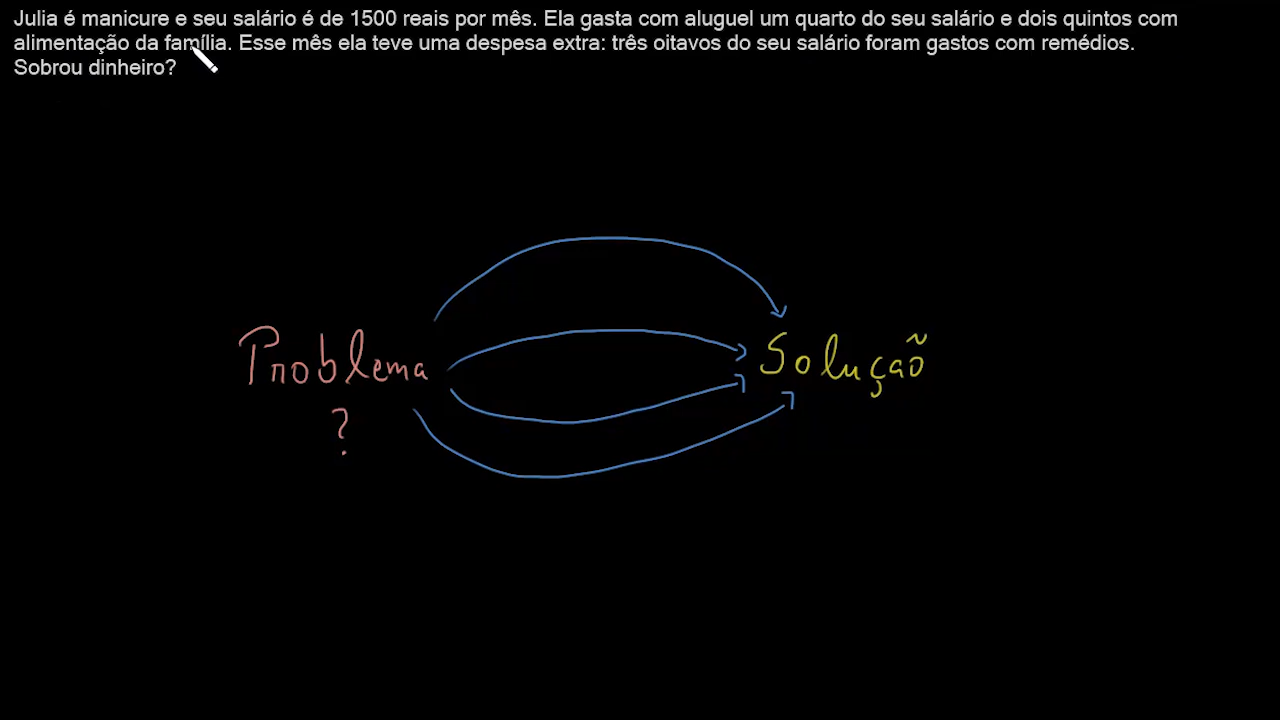 Julia é manicure e seu salário é de 1500 reais por mês. Ela gasta com aluguel um quarto do seu salário e dois quintos com
alimentação da família. Esse mês ela teve uma despesa extra: três oitavos do seu salário foram gastos com remédios.
Sobrou dinheiro?
Problema
Soluçaõ
?